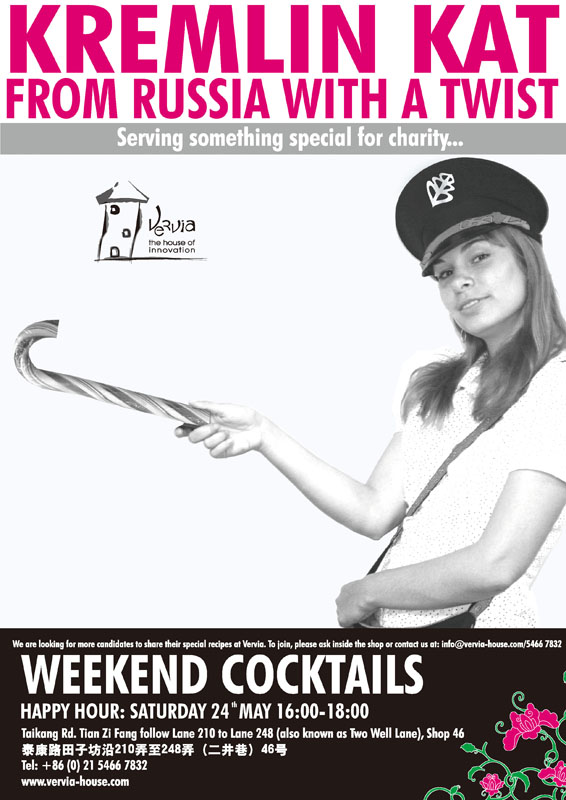 KREMLIN KAT
FROM RUSSIA WITH A TWIST
Serving something special for charity...
Vervia
the house of
innovation
We are looking for more candidates to share their special recipes at Vervia. To join, please ask inside the shop or contact us at: info@vervia-house.com/5466 7832
WEEKEND COCKTAILS
HAPPY HOUR: SATURDAY 24th MAY 16:00-18:00
Taikang Rd. Tian Zi Fang follow Lane 210 to Lane 248 (also known as Two Well Lane), Shop 46
泰康路田子坊沿210弄至248弄 (二井巷) 46号
Tel: +86 (0) 21 5466 7832
www.vervia-house.com